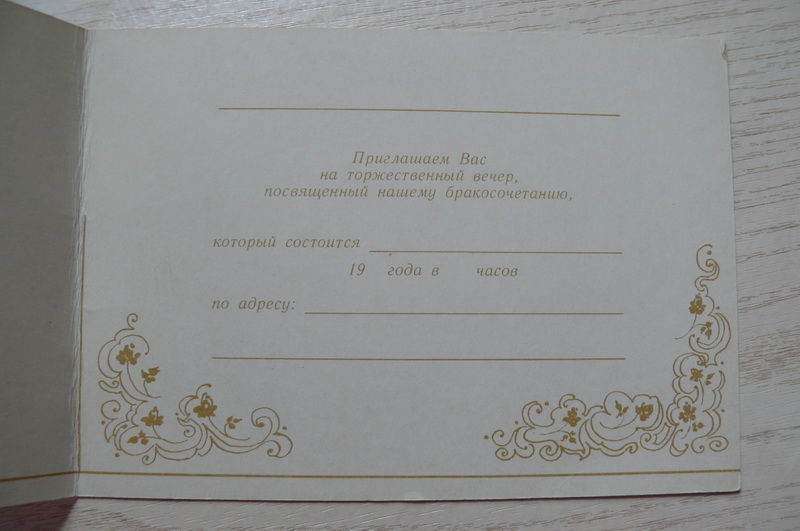 Приглашаем Вас
на торжественный вечер,
посвященный нашему бракосочетанию,
который состоится
19 года в часов
по адресу: